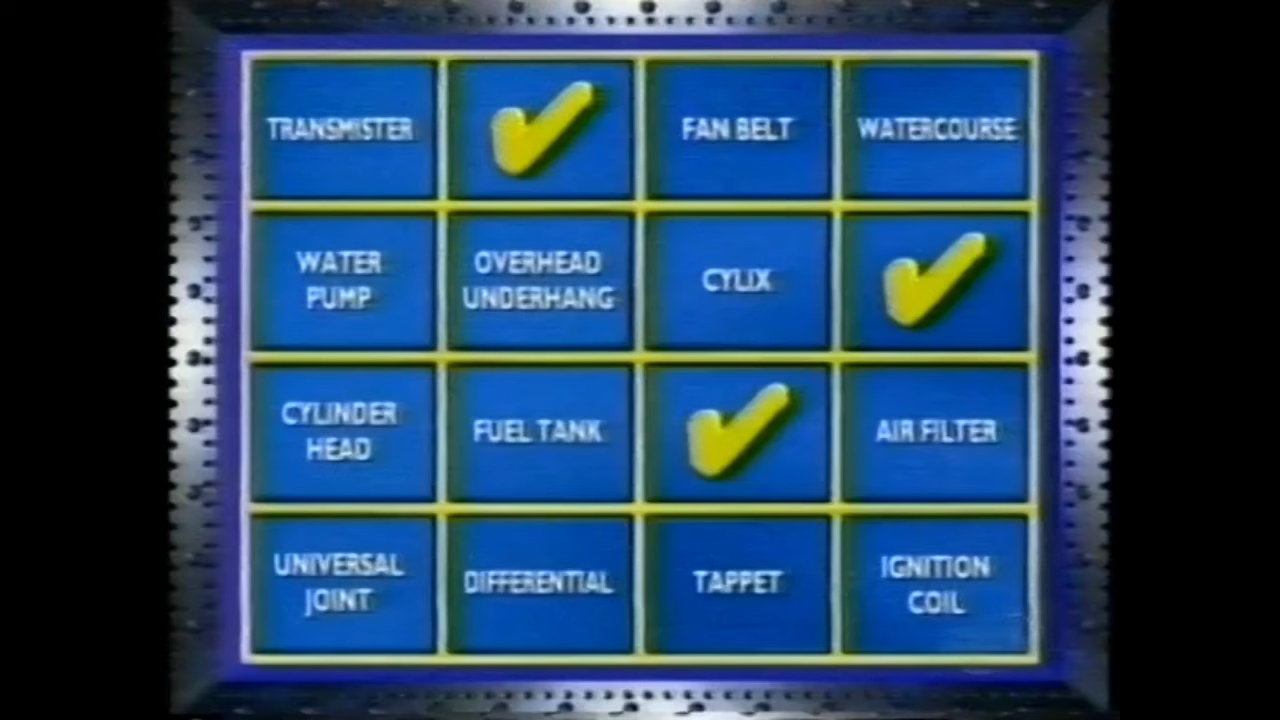 TRANSMISTER
FAN BELT
WATERCOURSE
WATER
PUMP
OVERHEAD
UNDERHANG
CYLIX
CYLINDER
HEAD
FUEL TANK
AIR FILTER
UNIVERSAL
JOINT
DIFFERENTIAL
TAPPET
IGNITION
COIL